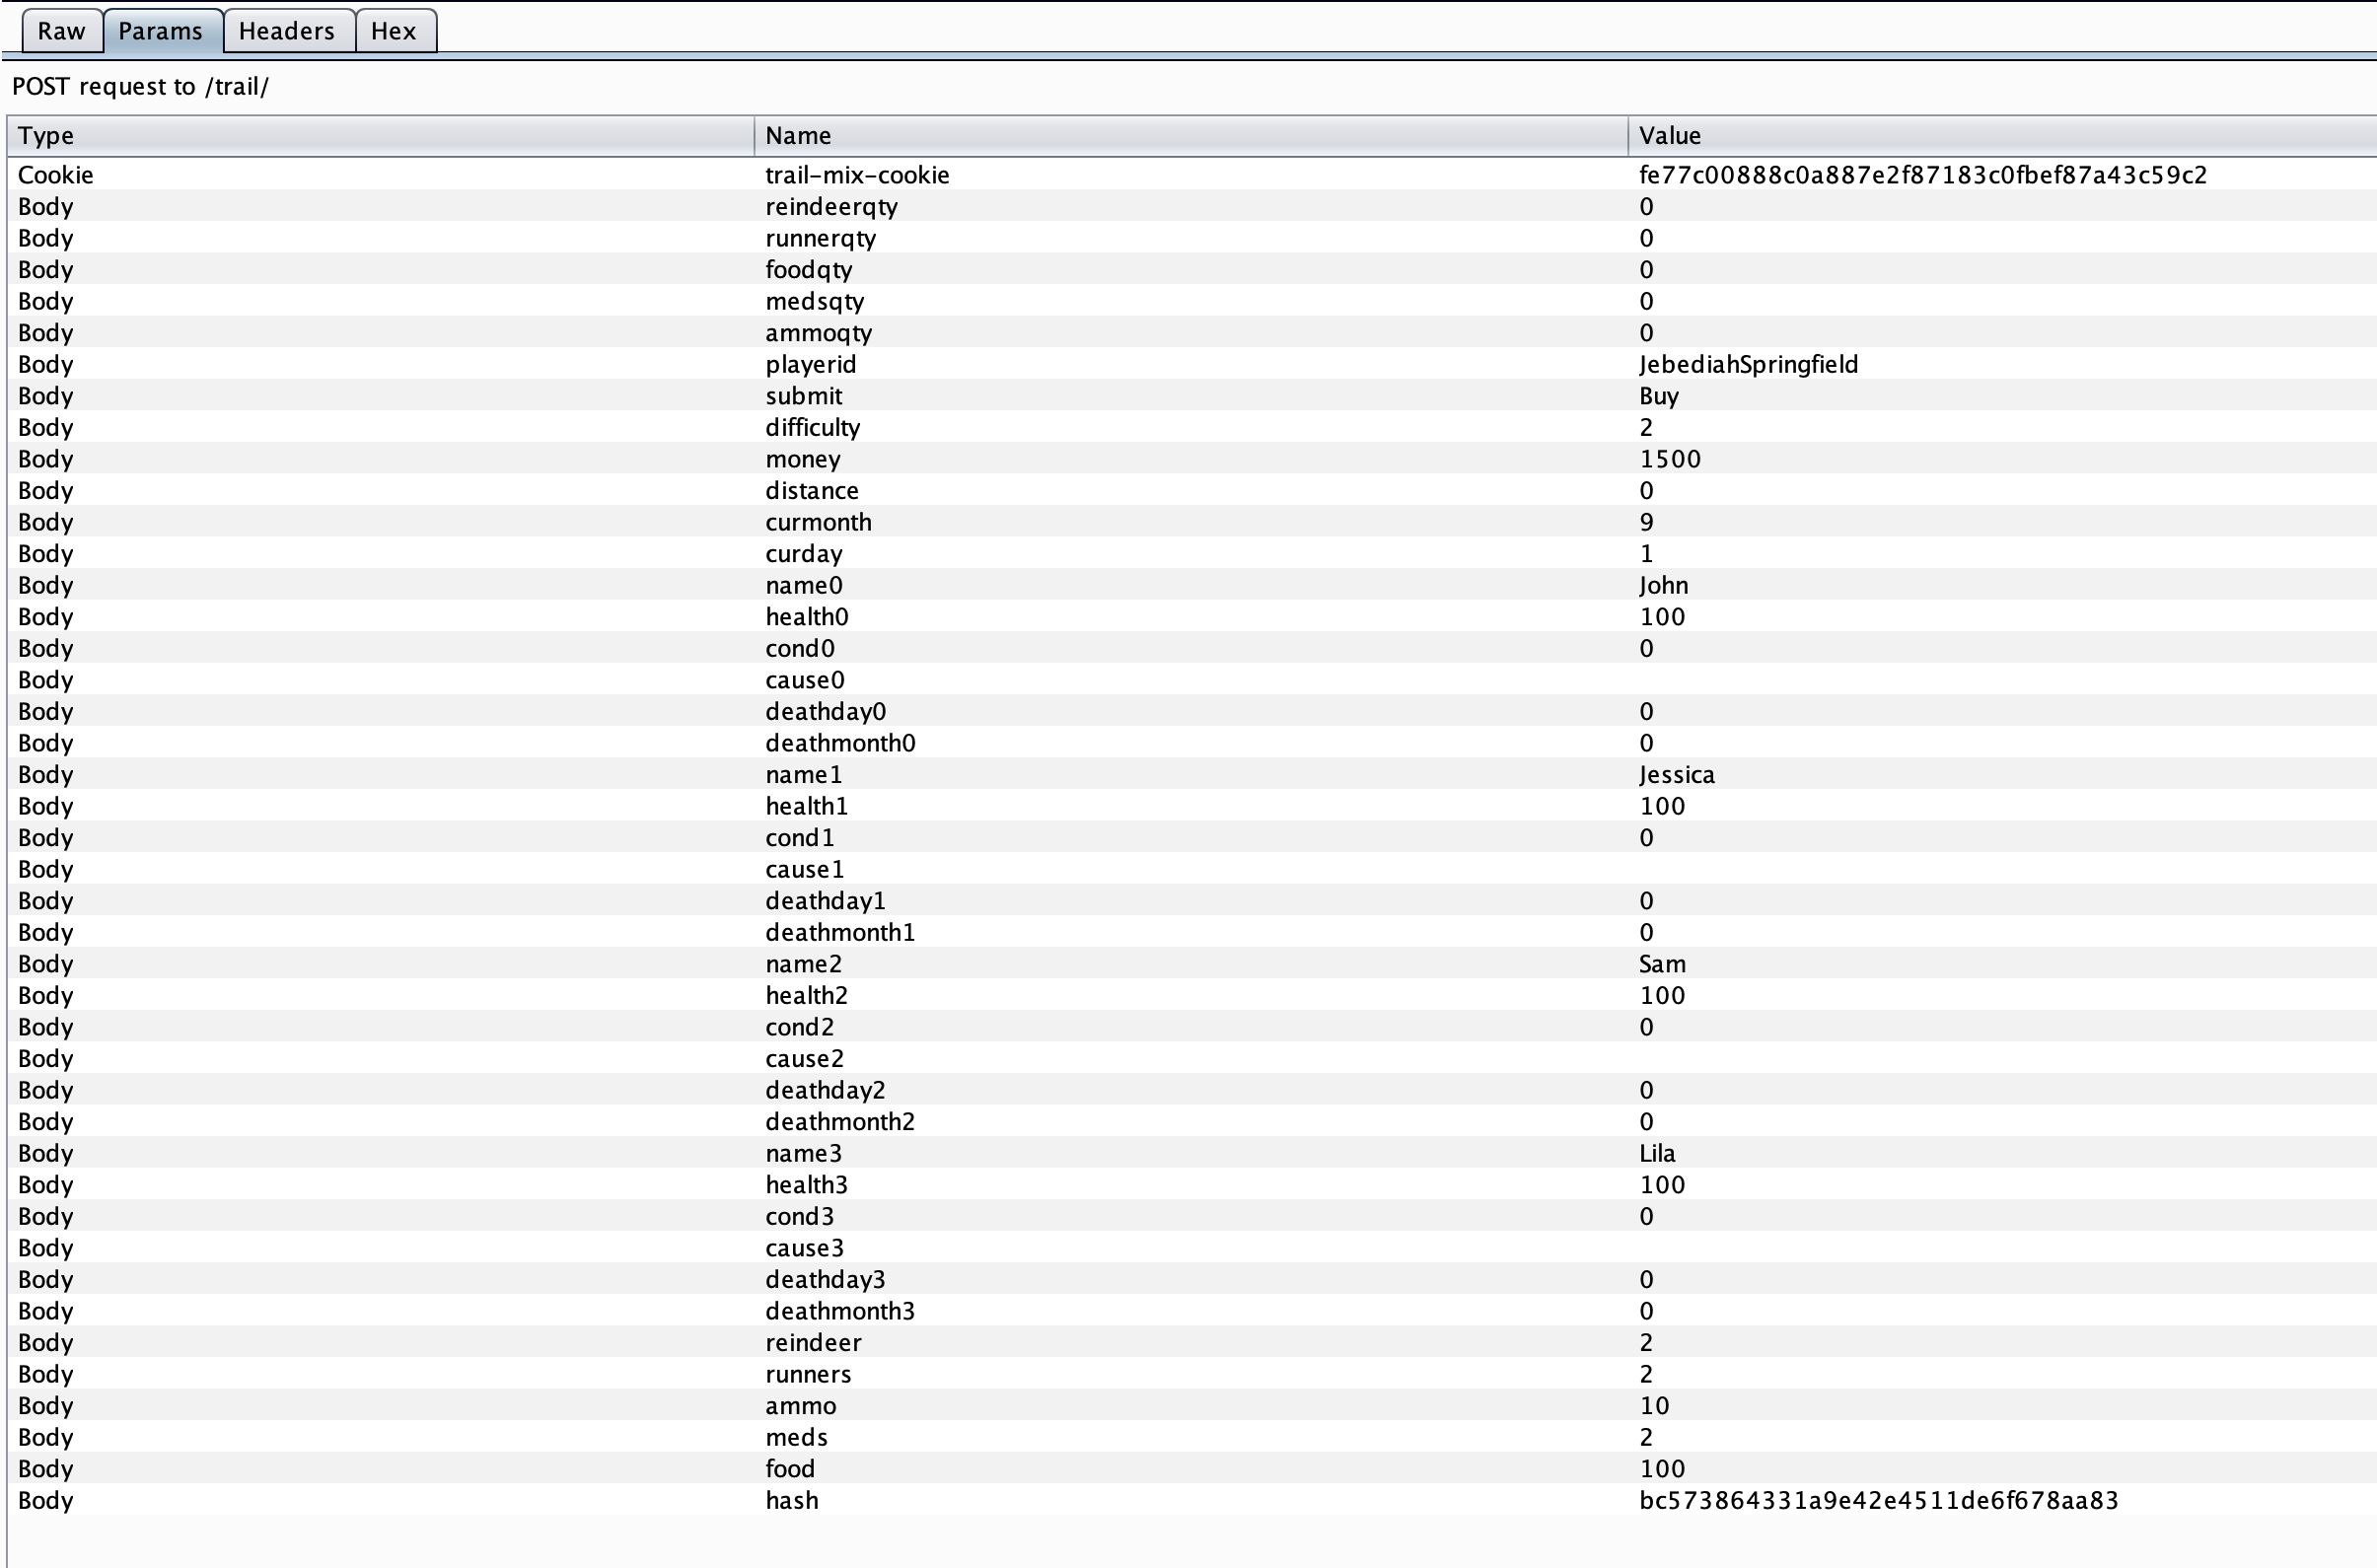 Raw Params Headers Hex
POST request to /trail/
Type Name Value
Cookie trail-mix-cookie fe77c00888c0a887e2f87183c0fbef87a43c59c2
Body reindeerqty 0
Body runnerqty 0
Body foodqty 0
Body medsqty 0
Body ammoqty 0
Body playerid JebediahSpringfield
Body submit Buy
Body difficulty 2
Body money 1500
Body distance 0
Body curmonth 9
Body curday 1
Body name0 John
Body health0 100
Body cond0 0
Body cause0
Body deathday0 0
Body deathmonth0 0
Body name1 Jessica
Body health1 100
Body cond1 0
Body cause1
Body deathday1 0
Body deathmonth1 0
Body name2 Sam
Body health2 100
Body cond2 0
Body cause2
Body deathday2 0
Body deathmonth2 0
Body name3 Lila
Body health3 100
Body cond3 0
Body cause3
Body deathday3 0
Body deathmonth3 0
Body reindeer 2
Body runners 2
Body ammo 10
Body meds 2
Body food 100
Body hash bc573864331a9e42e4511de6f678aa83